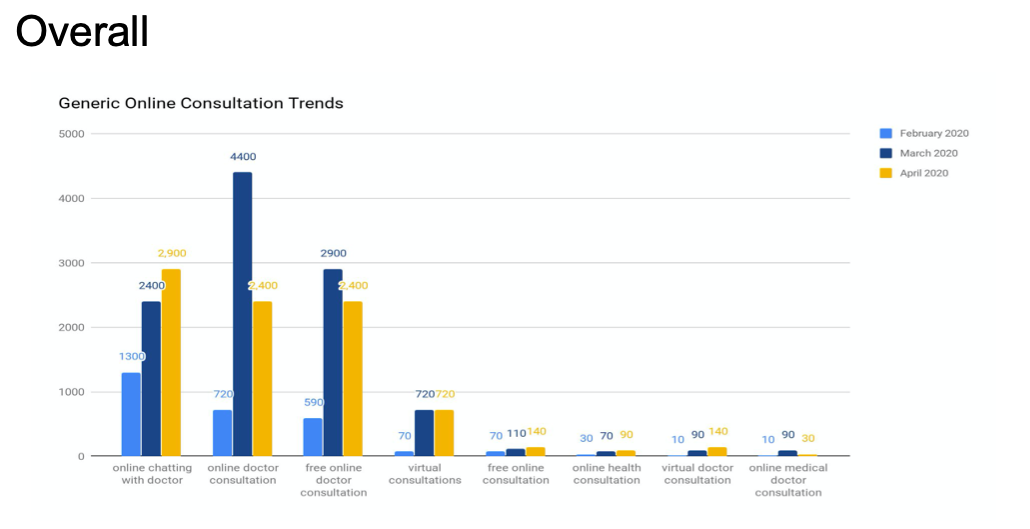 Overall
Generic Online Consultation Trends
5000
4000
3000
2000
1000
0
February 2020
March 2020
April 2020
1300
2400
2,900
720
4400
2,400
590
2900
2,400
70
720
720
70
110
140
30
70
90
10
90
140
10
90
30
online chatting
with doctor
online doctor
consultation
free online
doctor
consultation
virtual
consultations
free online
consultation
online health
consultation
virtual doctor
consultation
online medical
doctor
consultation